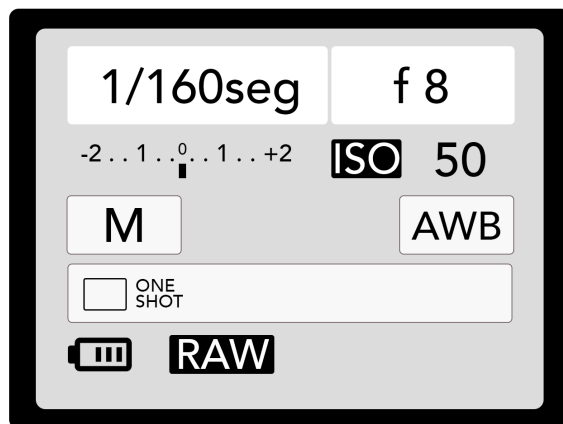 1/160seg f 8
-2 . . 1 . . 0 . . 1 . . +2 ISO 50
M AWB
ONE
SHOT
RAW